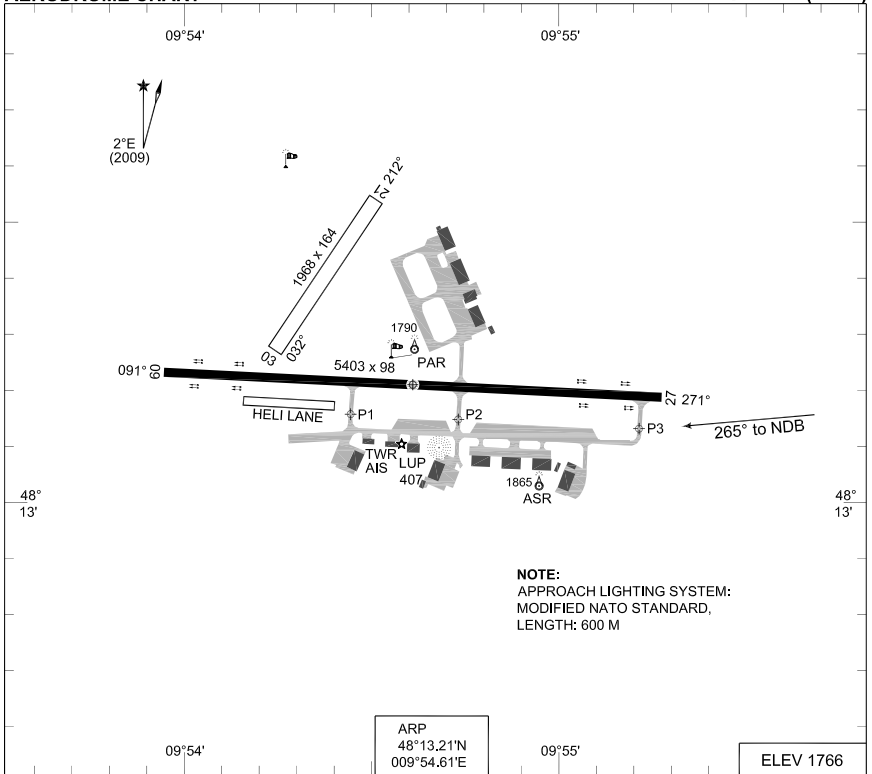 09°54'
09°55'
2°E
(2009)
212°
21
1968 x 164
03
032°
1790
PAR
5403 x 98
091°
09
27
271°
HELI LANE
P1
P2
P3
265° to NDB
TWR
AIS
LUP
407
1865
ASR
48°
13'
48°
13'
NOTE:
APPROACH LIGHTING SYSTEM:
MODIFIED NATO STANDARD,
LENGTH: 600 M
09°54'
09°55'
ARP
48°13.21'N
009°54.61'E
ELEV 1766